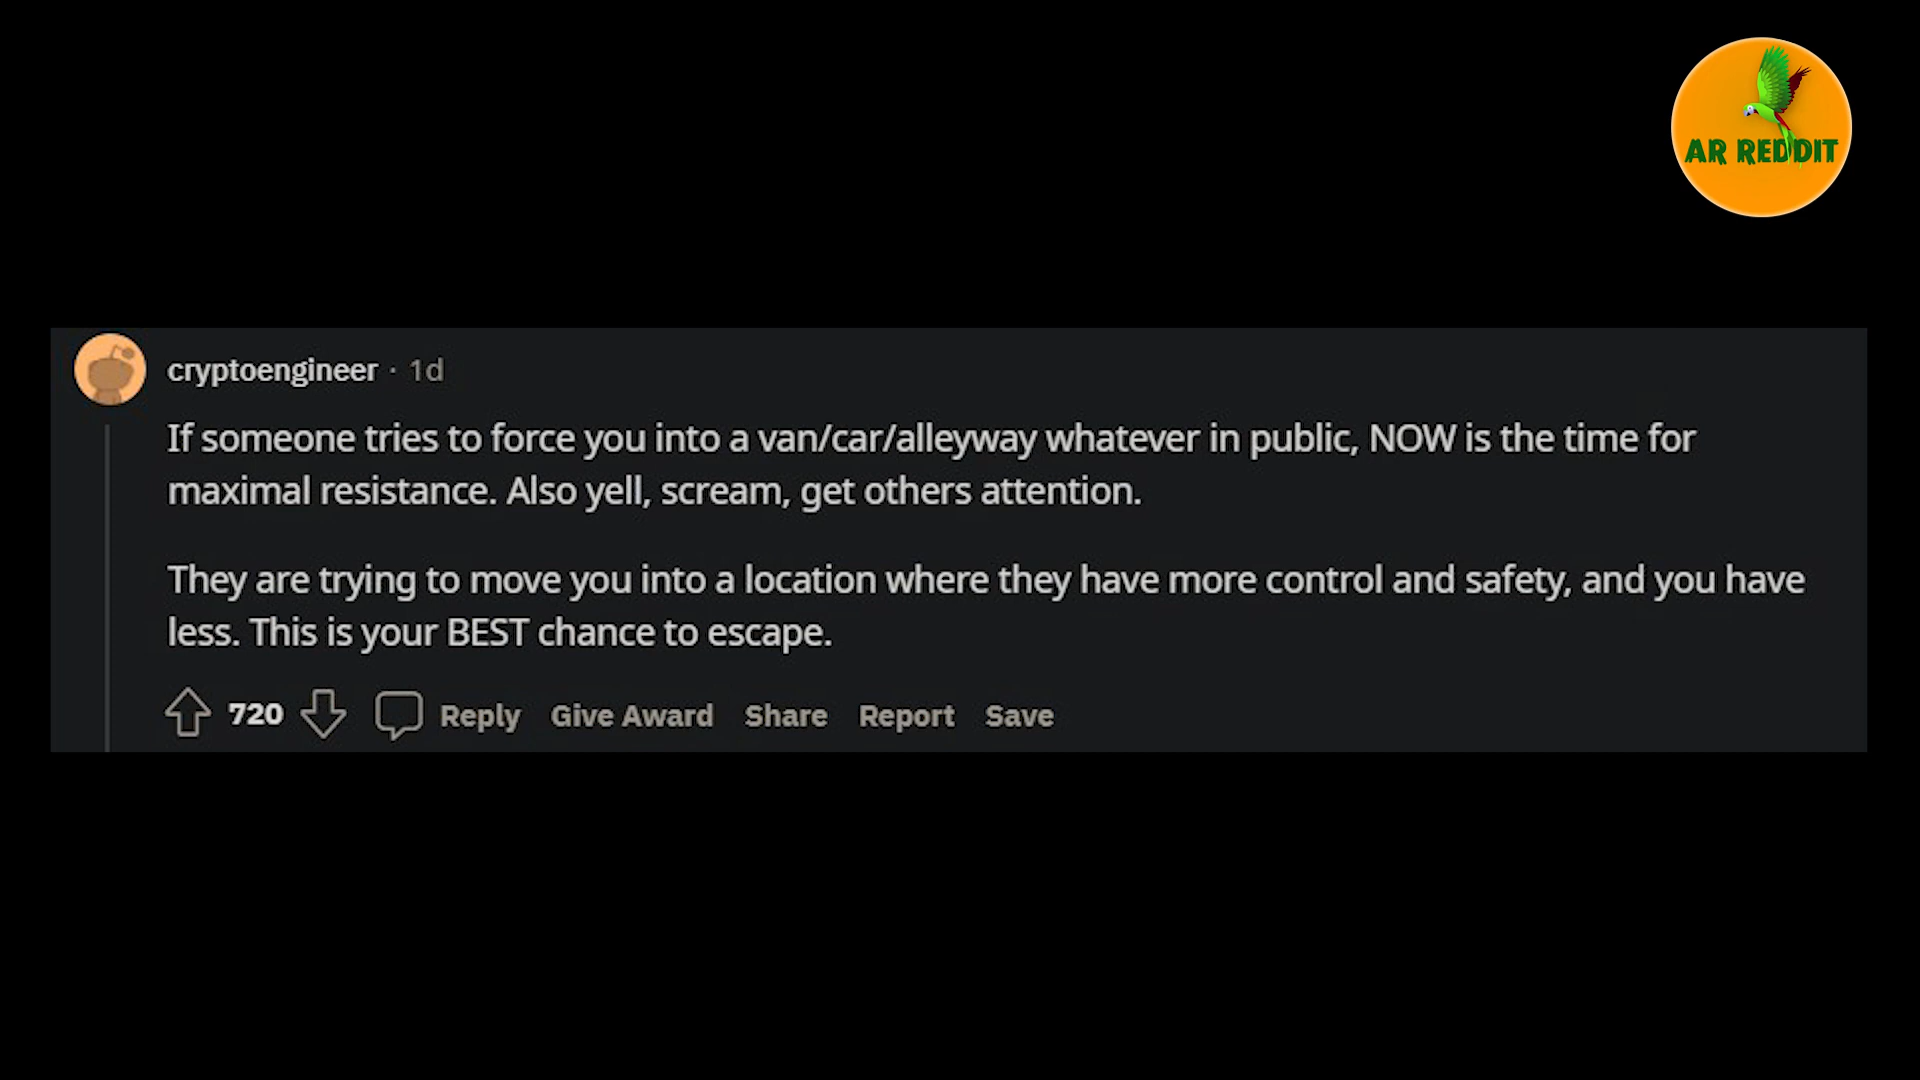 AR REDDIT
cryptoengineer · 1d
If someone tries to force you into a van/car/alleyway whatever in public, NOW is the time for
maximal resistance. Also yell, scream, get others attention.
They are trying to move you into a location where they have more control and safety, and you have
less. This is your BEST chance to escape.
720 Reply Give Award Share Report Save